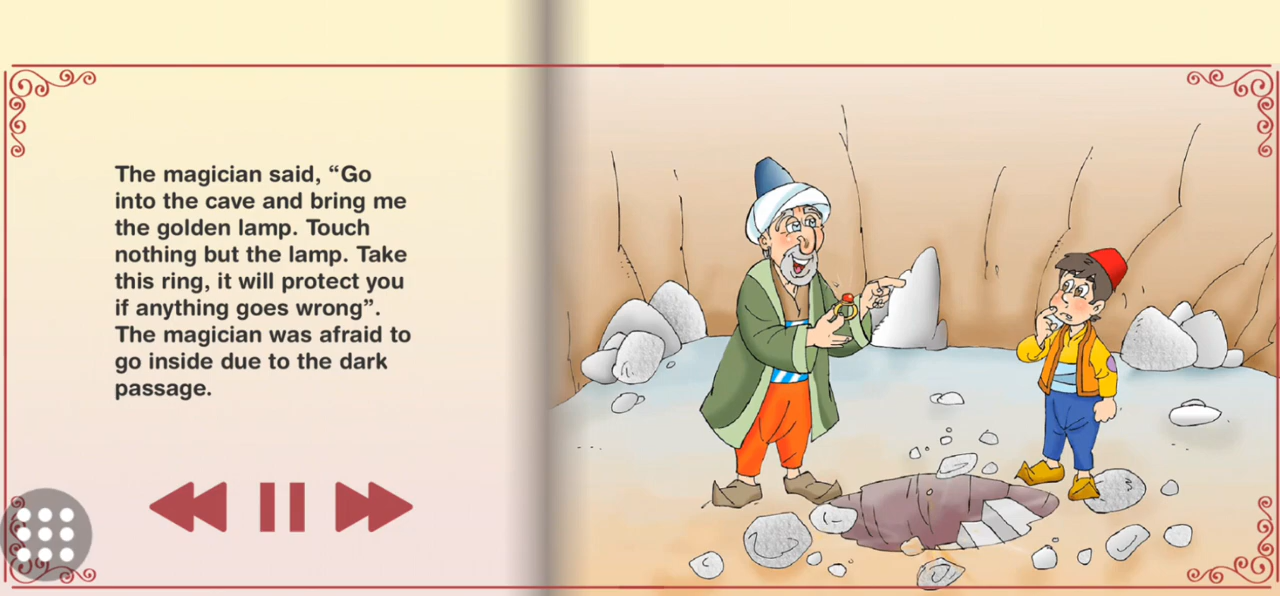 The magician said, “Go
into the cave and bring me
the golden lamp. Touch
nothing but the lamp. Take
this ring, it will protect you
if anything goes wrong”.
The magician was afraid to
go inside due to the dark
passage.